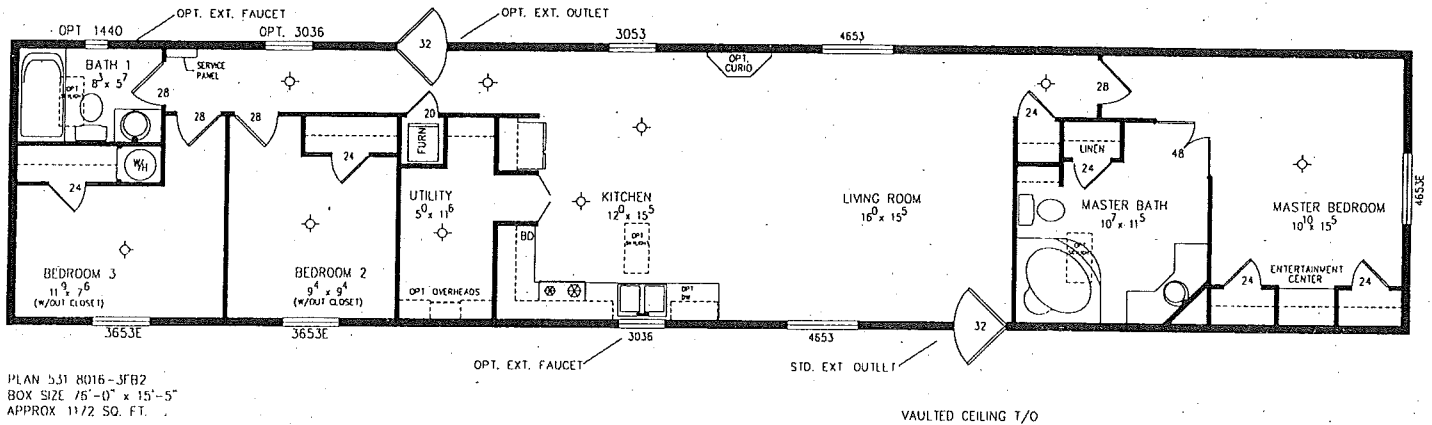 OPT. EXT. FAUCET
OPT. EXT. OUTLET
OPT 1440
OPT. 3036
32
3053
4653
BATH 1
8³ x 5⁷
SERVICE
PANEL
OPT.
CURIO
28
28
28
20
FURN
24
28
W/H
24
24
LINEN
24
48
UTILITY
5⁰ x 11⁶
KITCHEN
12⁰ x 15⁵
LIVING ROOM
16⁰ x 15⁵
MASTER BATH
10⁷ x 11⁵
MASTER BEDROOM
10¹⁰ x 15⁵
4653E
BD
OPT
SKYLIGHT
BEDROOM 3
11⁹ x 7⁶
(W/OUT CLOSET)
BEDROOM 2
9⁴ x 9⁴
(W/OUT CLOSET)
OPT OVERHEADS
OPT
DW
24
ENTERTAINMENT
CENTER
24
3653E
3653E
3036
4653
32
OPT. EXT. FAUCET
STD. EXT OUTLET
PLAN 531 8016-3FB2
BOX SIZE 76'-0" x 15'-5"
APPROX 1172 SQ. FT.
VAULTED CEILING T/O